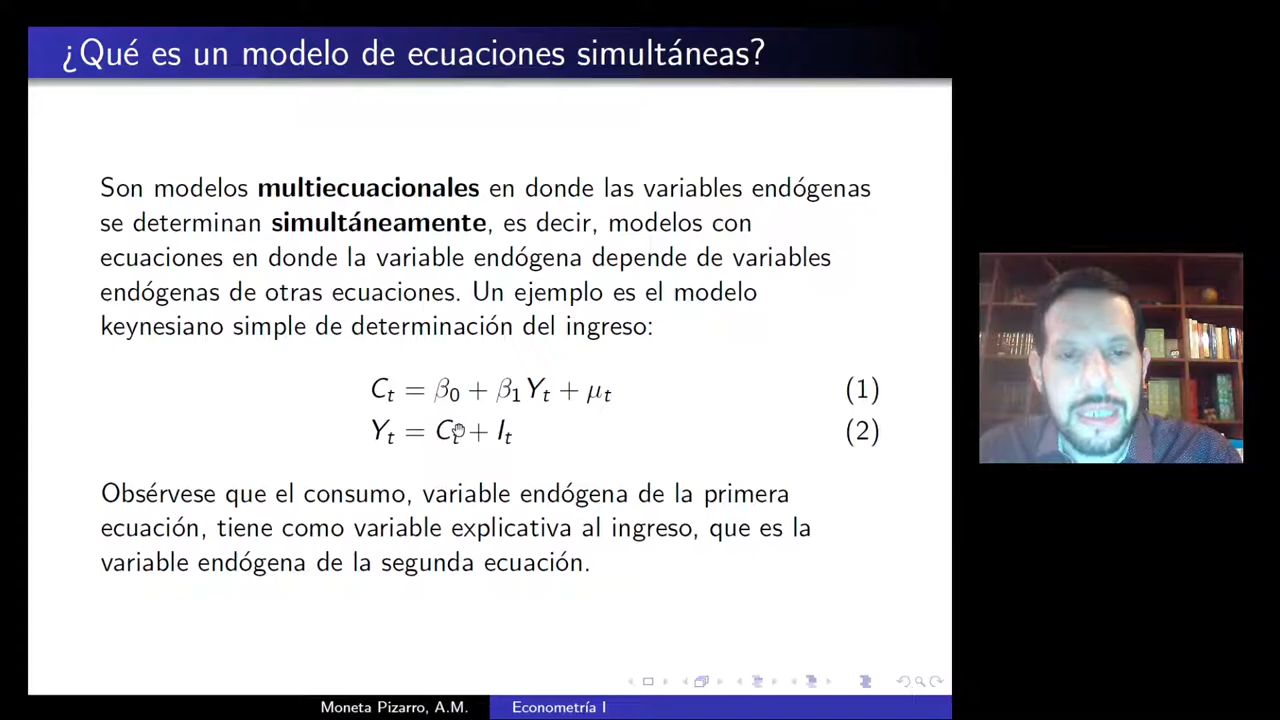 ¿Qué es un modelo de ecuaciones simultáneas?
Son modelos multiecuacionales en donde las variables endógenas
se determinan simultáneamente, es decir, modelos con
ecuaciones en donde la variable endógena depende de variables
endógenas de otras ecuaciones. Un ejemplo es el modelo
keynesiano simple de determinación del ingreso:
Cₜ = β₀ + β₁Yₜ + μₜ (1)
Yₜ = Cₜ + Iₜ (2)
Obsérvese que el consumo, variable endógena de la primera
ecuación, tiene como variable explicativa al ingreso, que es la
variable endógena de la segunda ecuación.
Moneta Pizarro, A.M. Econometría I